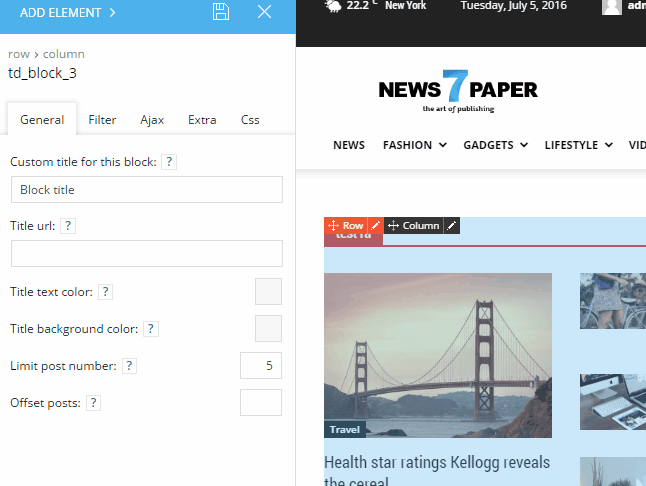 ADD ELEMENT
row > column
td_block_3
General
Filter
Ajax
Extra
Css
Custom title for this block: ?
Block title
Title url: ?
Title text color: ?
Title background color: ?
Limit post number: ?
5
Offset posts: ?
22.2 C New York
Tuesday, July 5, 2016
NEWS 7 PAPER
the art of publishing
NEWS
FASHION
GADGETS
LIFESTYLE
Row
Column
Travel
Health star ratings Kellogg reveals
the cereal